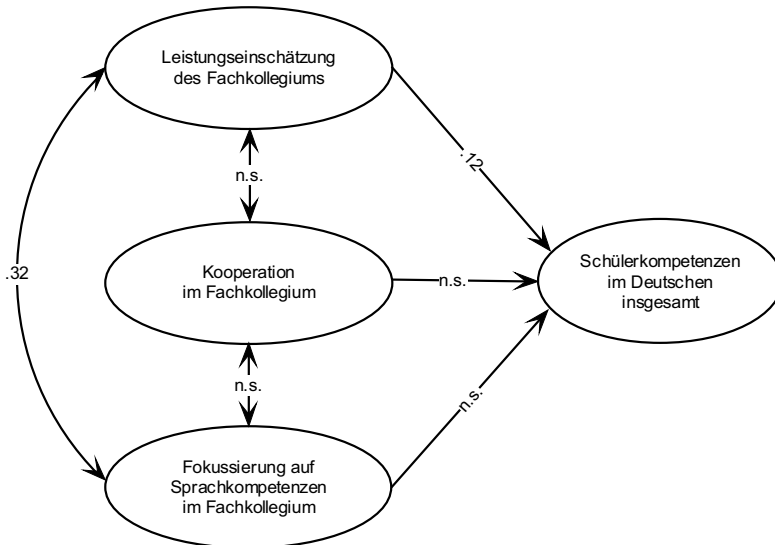 Leistungseinschätzung
des Fachkollegiums
.12
n.s.
Kooperation
im Fachkollegium
n.s.
Schülerkompetenzen
im Deutschen
insgesamt
.32
n.s.
n.s.
Fokussierung auf
Sprachkompetenzen
im Fachkollegium